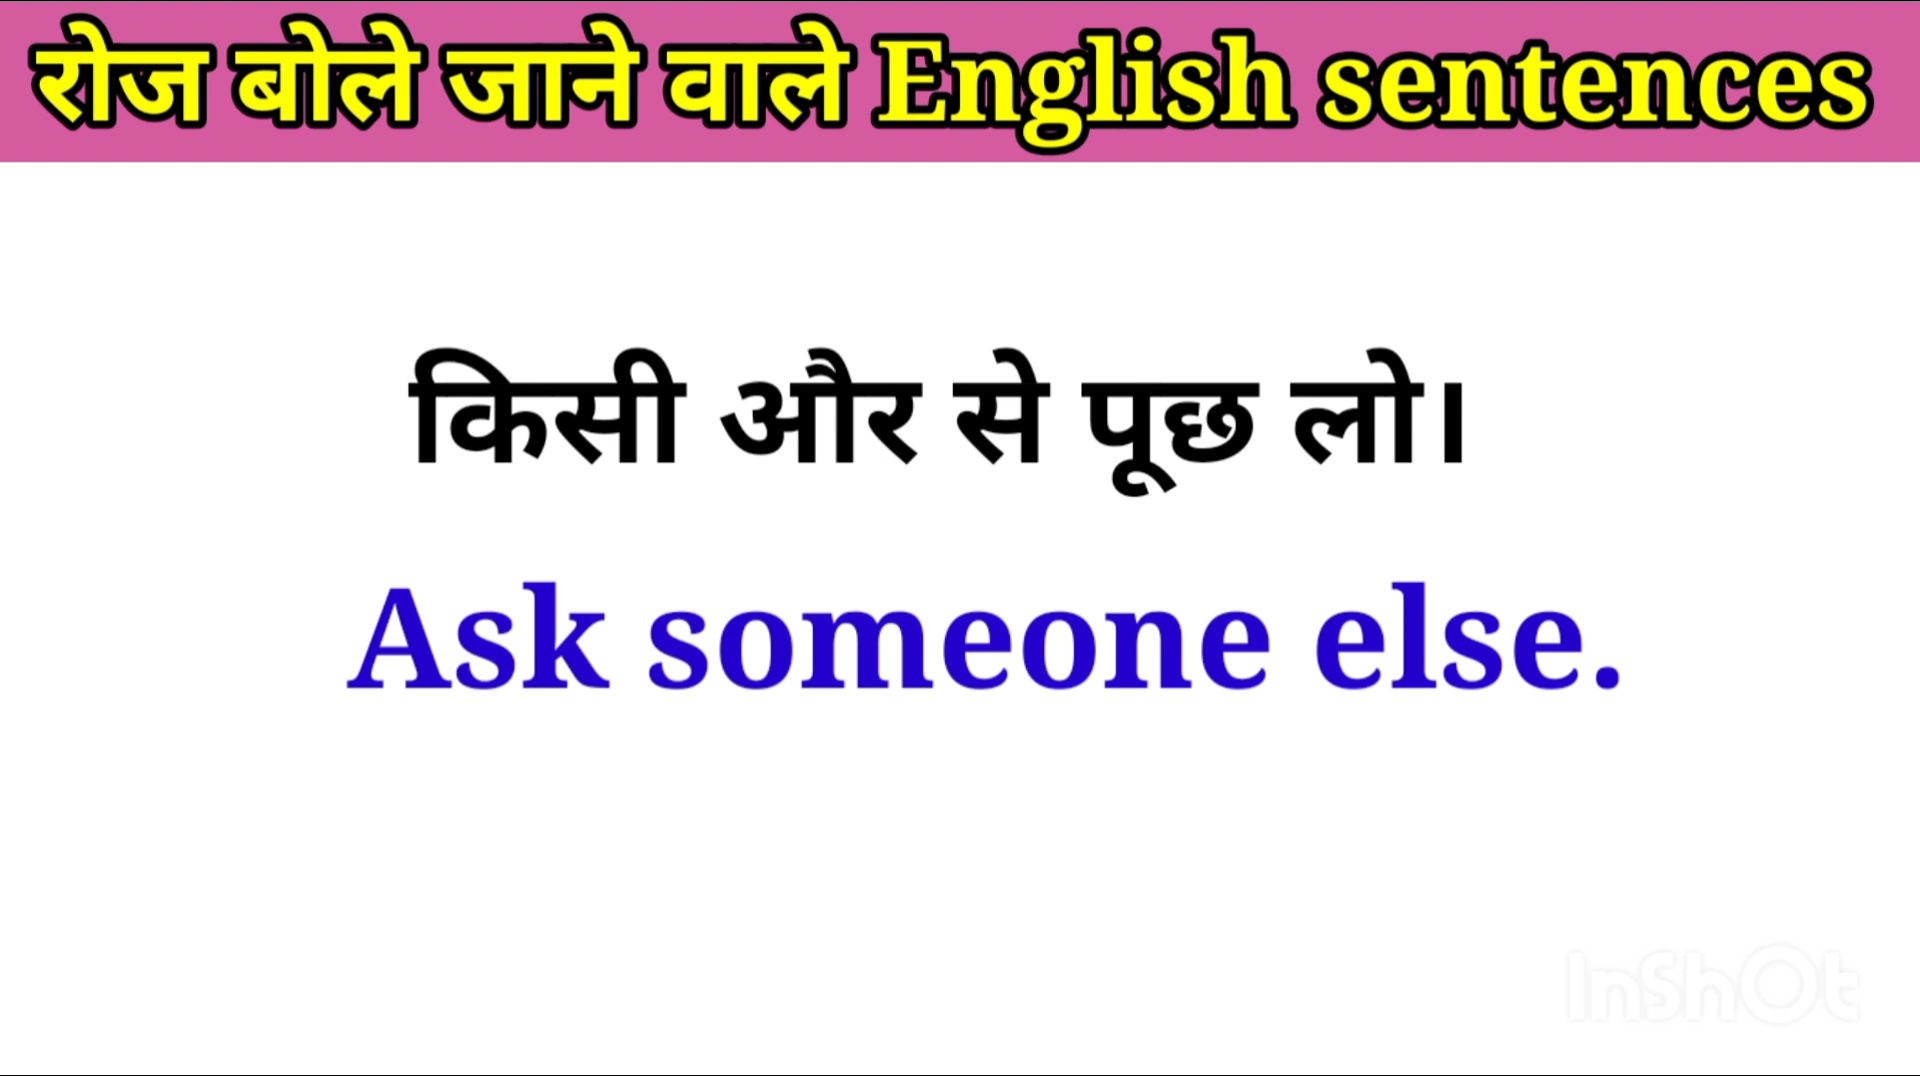 रोज बोले जाने वाले English sentences
किसी और से पूछ लो।
Ask someone else.
InShOt